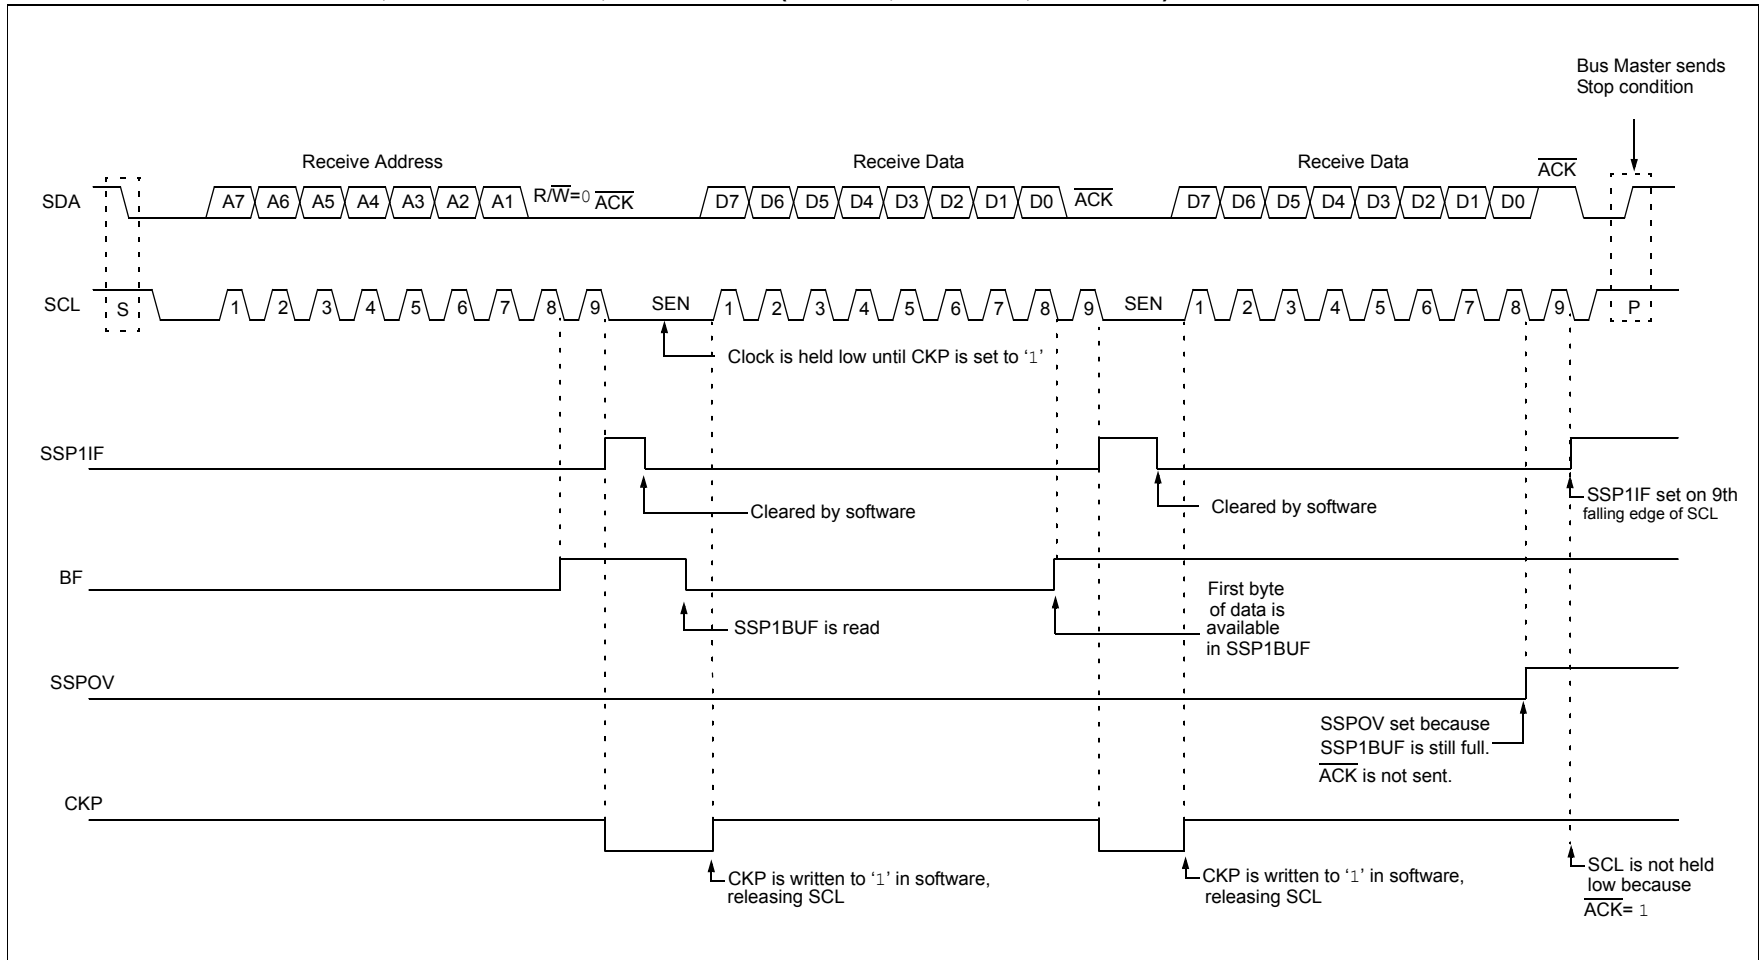 Bus Master sends
Stop condition
Receive Address
Receive Data
Receive Data
ACK
SDA
A7 A6 A5 A4 A3 A2 A1 R/W=0 ACK
D7 D6 D5 D4 D3 D2 D1 D0 ACK
D7 D6 D5 D4 D3 D2 D1 D0
SCL
S
1 2 3 4 5 6 7 8 9 SEN
1 2 3 4 5 6 7 8 9 SEN
1 2 3 4 5 6 7 8 9
P
Clock is held low until CKP is set to ‘1’
SSP1IF
Cleared by software
Cleared by software
SSP1IF set on 9th
falling edge of SCL
BF
SSP1BUF is read
First byte
of data is
available
in SSP1BUF
SSPOV
SSPOV set because
SSP1BUF is still full.
ACK is not sent.
CKP
CKP is written to ‘1’ in software,
releasing SCL
CKP is written to ‘1’ in software,
releasing SCL
SCL is not held
low because
ACK= 1